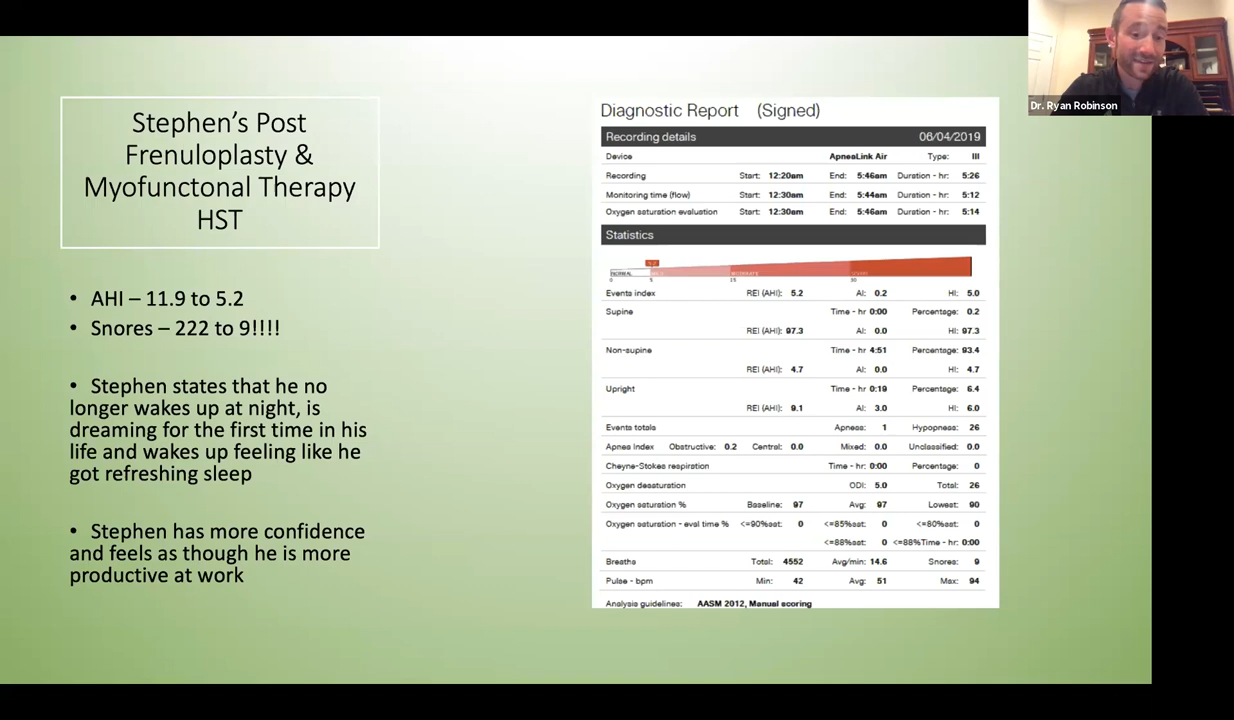 Dr. Ryan Robinson
Stephen's Post
Frenuloplasty &
Myofunctonal Therapy
HST
• AHI – 11.9 to 5.2
• Snores – 222 to 9!!!!
• Stephen states that he no
longer wakes up at night, is
dreaming for the first time in his
life and wakes up feeling like he
got refreshing sleep
• Stephen has more confidence
and feels as though he is more
productive at work
Diagnostic Report (Signed)
Recording details 06/04/2019
Device ApneaLink Air Type: III
Recording Start: 12:20am End: 5:46am Duration - hr: 5:26
Monitoring time (flow) Start: 12:30am End: 5:44am Duration - hr: 5:12
Oxygen saturation evaluation Start: 12:30am End: 5:46am Duration - hr: 5:14
Statistics
5.2
NORMAL MODERATE SEVERE
0 5 15 30
Events index REI (AHI): 5.2 AI: 0.2 HI: 5.0
Supine Time - hr 0:00 Percentage: 0.2
REI (AHI): 97.3 AI: 0.0 HI: 97.3
Non-supine Time - hr 4:51 Percentage: 93.4
REI (AHI): 4.7 AI: 0.0 HI: 4.7
Upright Time - hr 0:19 Percentage: 6.4
REI (AHI): 9.1 AI: 3.0 HI: 6.0
Events totals Apneas: 1 Hypopneas: 26
Apnea Index Obstructive: 0.2 Central: 0.0 Mixed: 0.0 Unclassified: 0.0
Cheyne-Stokes respiration Time - hr: 0:00 Percentage: 0
Oxygen desaturation ODI: 5.0 Total: 26
Oxygen saturation % Baseline: 97 Avg: 97 Lowest: 90
Oxygen saturation - eval time % <=90%sat: 0 <=85%sat: 0 <=80%sat: 0
<=88%sat: 0 <=88%Time - hr: 0:00
Breaths Total: 4552 Avg/min: 14.6 Snores: 9
Pulse - bpm Min: 42 Avg: 51 Max: 94
Analysis guidelines: AASM 2012, Manual scoring